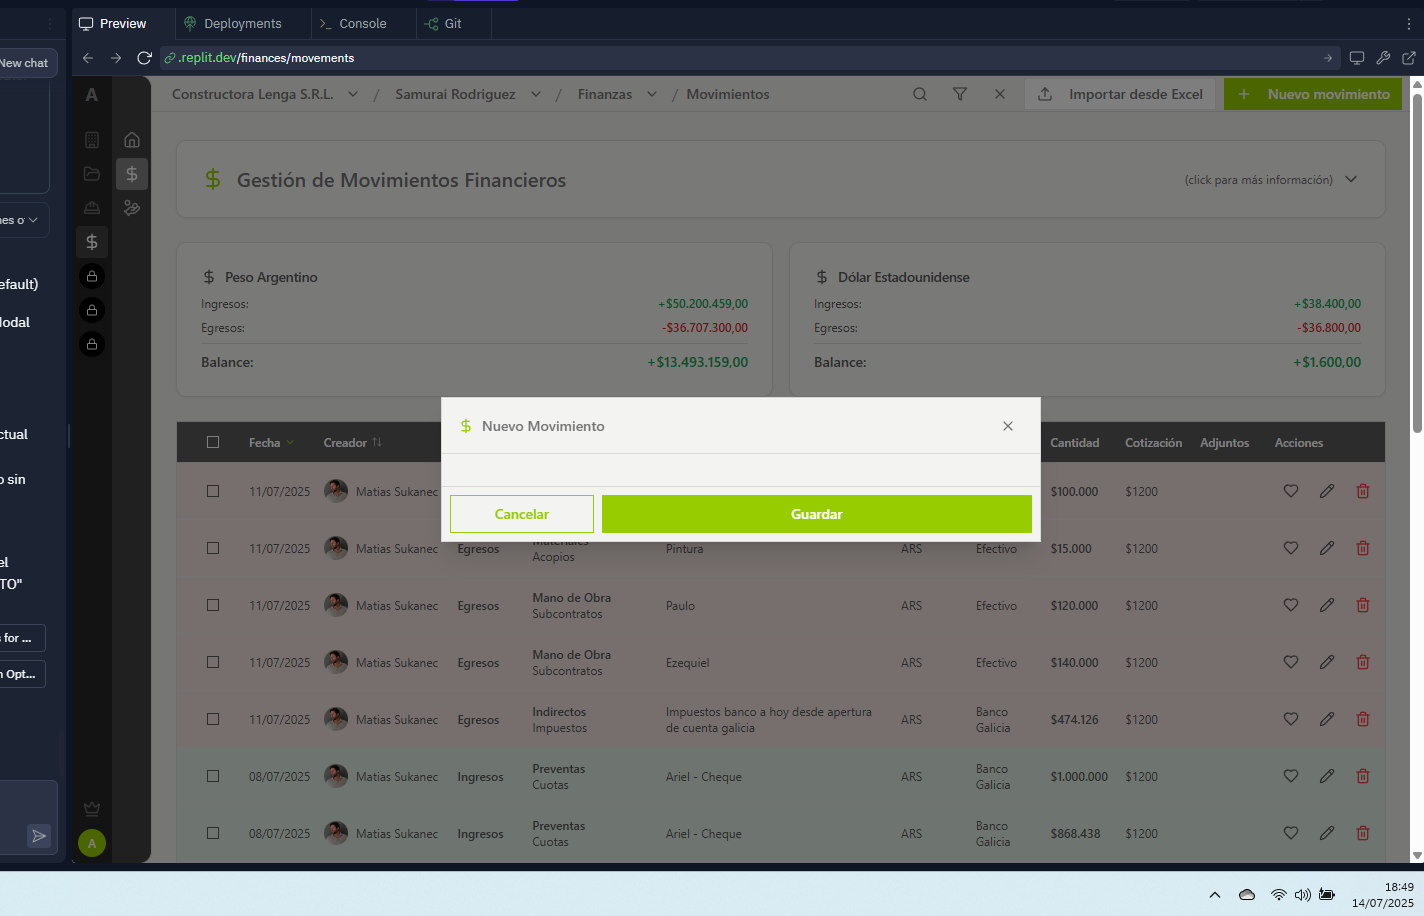 Preview
Deployments
Console
Git
New chat
.replit.dev/finances/movements
A
Constructora Lenga S.R.L. / Samurai Rodriguez / Finanzas / Movimientos
Importar desde Excel
+ Nuevo movimiento
$ Gestión de Movimientos Financieros
(click para más información)
$ Peso Argentino
Ingresos: +$50.200.459,00
Egresos: -$36.707.300,00
Balance: +$13.493.159,00
$ Dólar Estadounidense
Ingresos: +$38.400,00
Egresos: -$36.800,00
Balance: +$1.600,00
$ Nuevo Movimiento
Cancelar
Guardar
Fecha Creador Cantidad Cotización Adjuntos Acciones
11/07/2025 Matias Sukanec $100.000 $1200
11/07/2025 Matias Sukanec Egresos Materiales Acopios Pintura ARS Efectivo $15.000 $1200
11/07/2025 Matias Sukanec Egresos Mano de Obra Subcontratos Paulo ARS Efectivo $120.000 $1200
11/07/2025 Matias Sukanec Egresos Mano de Obra Subcontratos Ezequiel ARS Efectivo $140.000 $1200
11/07/2025 Matias Sukanec Egresos Indirectos Impuestos Impuestos banco a hoy desde apertura de cuenta galicia ARS Banco Galicia $474.126 $1200
08/07/2025 Matias Sukanec Ingresos Preventas Cuotas Ariel - Cheque ARS Banco Galicia $1.000.000 $1200
08/07/2025 Matias Sukanec Ingresos Preventas Cuotas Ariel - Cheque ARS Banco Galicia $868.438 $1200
nes o
efault)
odal
ctual
o sin
el
TO"
s for ...
n Opt...
A
18:49
14/07/2025